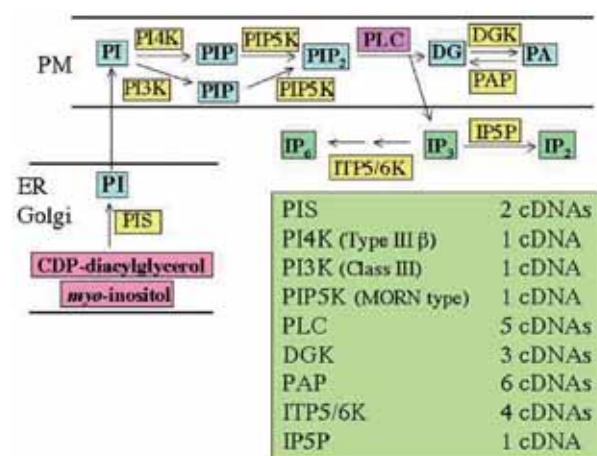 PI4K PIP5K PLC DGK
PM PI PIP PIP₂ DG PA
PI3K PIP PIP5K PAP
IP5P
IP₆ IP₃ IP₂
ITP5/6K
ER PI
Golgi PIS
CDP-diacylglycerol
myo-inositol
PIS 2 cDNAs
PI4K (Type III β) 1 cDNA
PI3K (Class III) 1 cDNA
PIP5K (MORN type) 1 cDNA
PLC 5 cDNAs
DGK 3 cDNAs
PAP 6 cDNAs
ITP5/6K 4 cDNAs
IP5P 1 cDNA